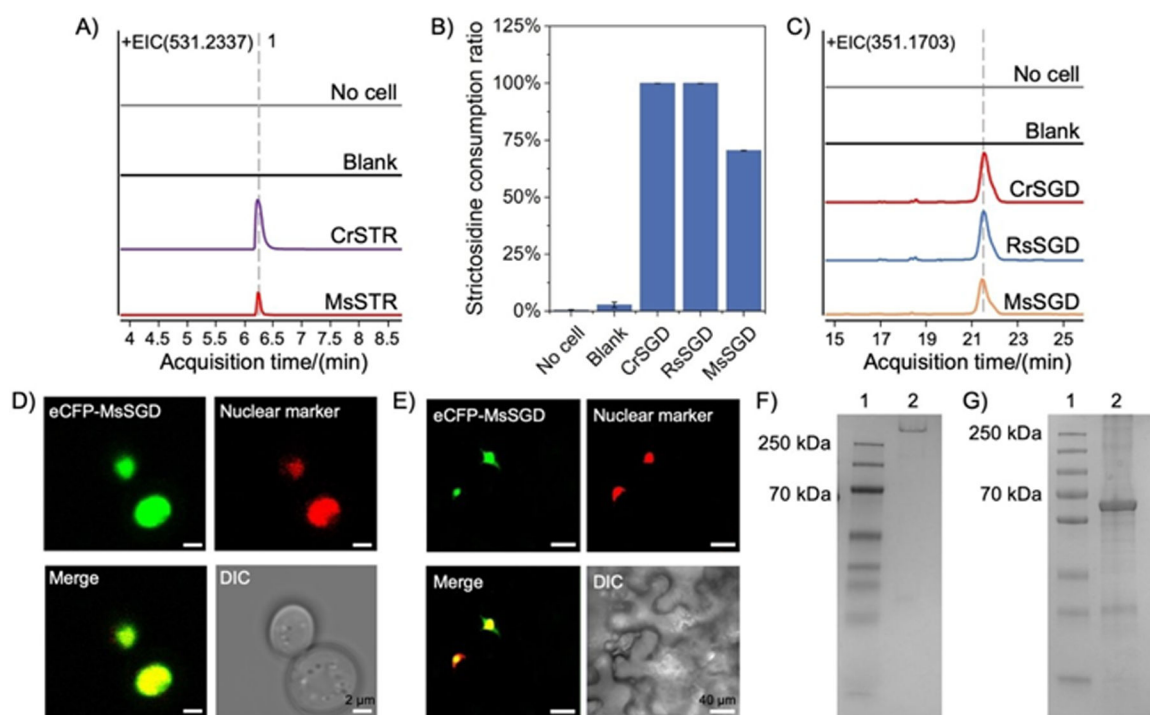 A)
+EIC(531.2337) 1
No cell
Blank
CrSTR
MsSTR
4 4.5 5 5.5 6 6.5 7 7.5 8 8.5
Acquisition time/(min)
B)
Strictosidine consumption ratio
125%
100%
75%
50%
25%
0%
No cell
Blank
CrSGD
RsSGD
MsSGD
C)
+EIC(351.1703)
No cell
Blank
CrSGD
RsSGD
MsSGD
15 17 19 21 23 25
Acquisition time/(min)
D)
eCFP-MsSGD
Nuclear marker
Merge
DIC
2 µm
E)
eCFP-MsSGD
Nuclear marker
Merge
DIC
40 µm
F)
1 2
250 kDa
70 kDa
G)
1 2
250 kDa
70 kDa